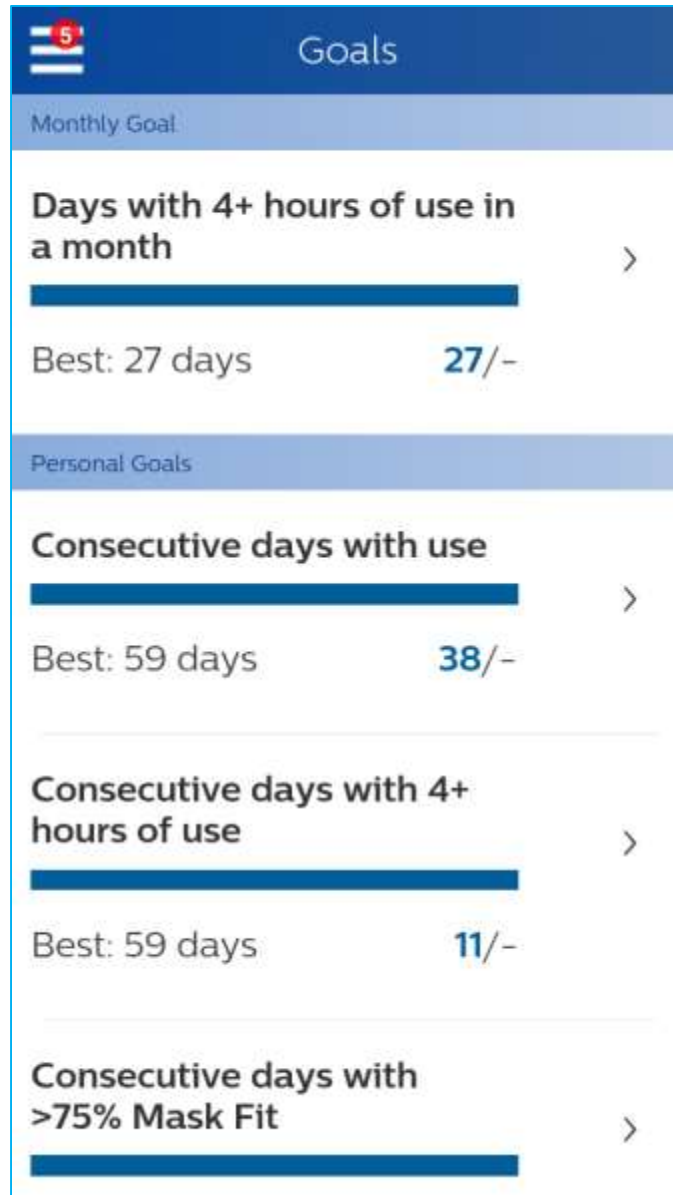 5
Goals
Monthly Goal
Days with 4+ hours of use in
a month
Best: 27 days 27/-
Personal Goals
Consecutive days with use
Best: 59 days 38/-
Consecutive days with 4+
hours of use
Best: 59 days 11/-
Consecutive days with
>75% Mask Fit